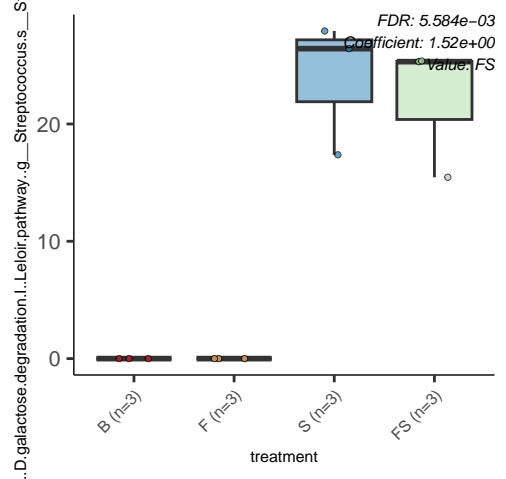 FDR: 5.584e−03
Coefficient: 1.52e+00
Value: FS
..D.galactose.degradation.I..Leloir.pathway..g__Streptococcus.s__S
20
10
0
B (n=3)
F (n=3)
S (n=3)
FS (n=3)
treatment